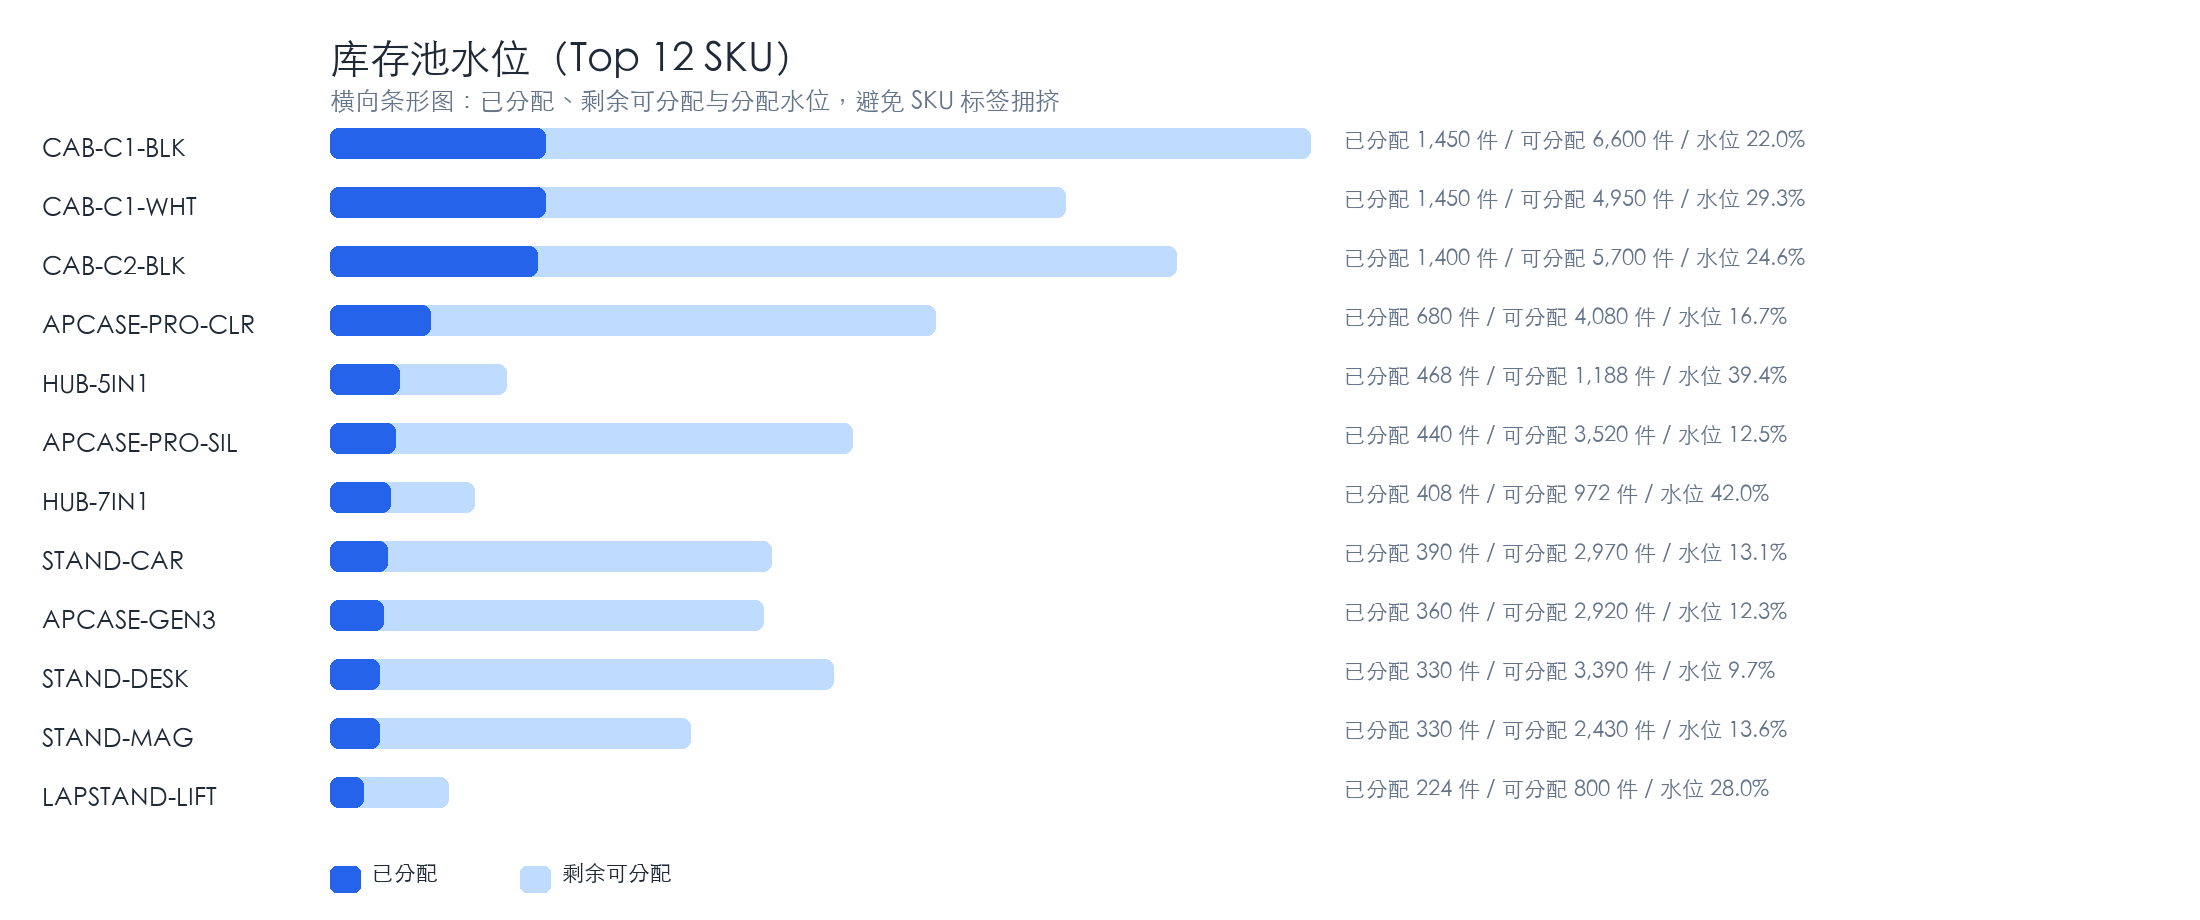 库存池水位（Top 12 SKU）
横向条形图：已分配、剩余可分配与分配水位，避免 SKU 标签拥挤
CAB-C1-BLK 已分配 1,450 件 / 可分配 6,600 件 / 水位 22.0%
CAB-C1-WHT 已分配 1,450 件 / 可分配 4,950 件 / 水位 29.3%
CAB-C2-BLK 已分配 1,400 件 / 可分配 5,700 件 / 水位 24.6%
APCASE-PRO-CLR 已分配 680 件 / 可分配 4,080 件 / 水位 16.7%
HUB-5IN1 已分配 468 件 / 可分配 1,188 件 / 水位 39.4%
APCASE-PRO-SIL 已分配 440 件 / 可分配 3,520 件 / 水位 12.5%
HUB-7IN1 已分配 408 件 / 可分配 972 件 / 水位 42.0%
STAND-CAR 已分配 390 件 / 可分配 2,970 件 / 水位 13.1%
APCASE-GEN3 已分配 360 件 / 可分配 2,920 件 / 水位 12.3%
STAND-DESK 已分配 330 件 / 可分配 3,390 件 / 水位 9.7%
STAND-MAG 已分配 330 件 / 可分配 2,430 件 / 水位 13.6%
LAPSTAND-LIFT 已分配 224 件 / 可分配 800 件 / 水位 28.0%
已分配 剩余可分配